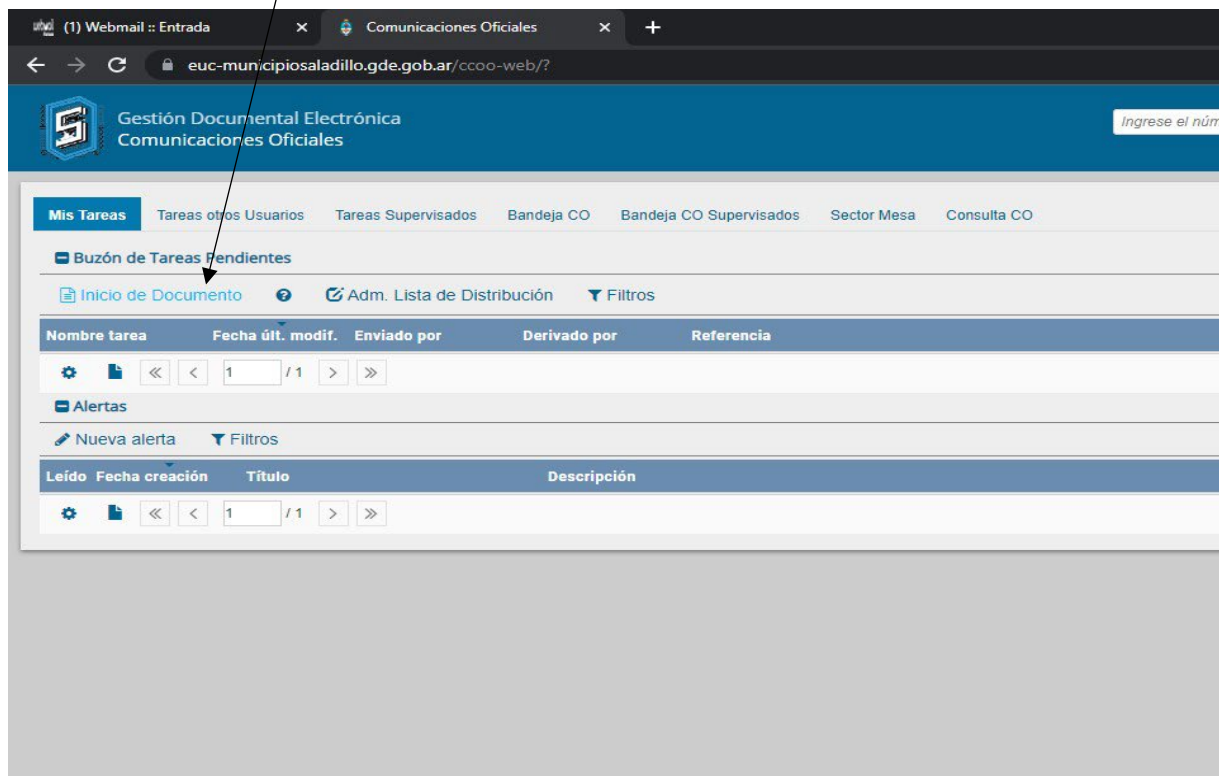 (1) Webmail :: Entrada Comunicaciones Oficiales
euc-municipiosaladillo.gde.gob.ar/ccoo-web/?
Gestión Documental Electrónica
Comunicaciones Oficiales
Ingrese el núm
Mis Tareas Tareas otros Usuarios Tareas Supervisados Bandeja CO Bandeja CO Supervisados Sector Mesa Consulta CO
Buzón de Tareas Pendientes
Inicio de Documento Adm. Lista de Distribución Filtros
Nombre tarea Fecha últ. modif. Enviado por Derivado por Referencia
1 / 1
Alertas
Nueva alerta Filtros
Leído Fecha creación Título Descripción
1 / 1